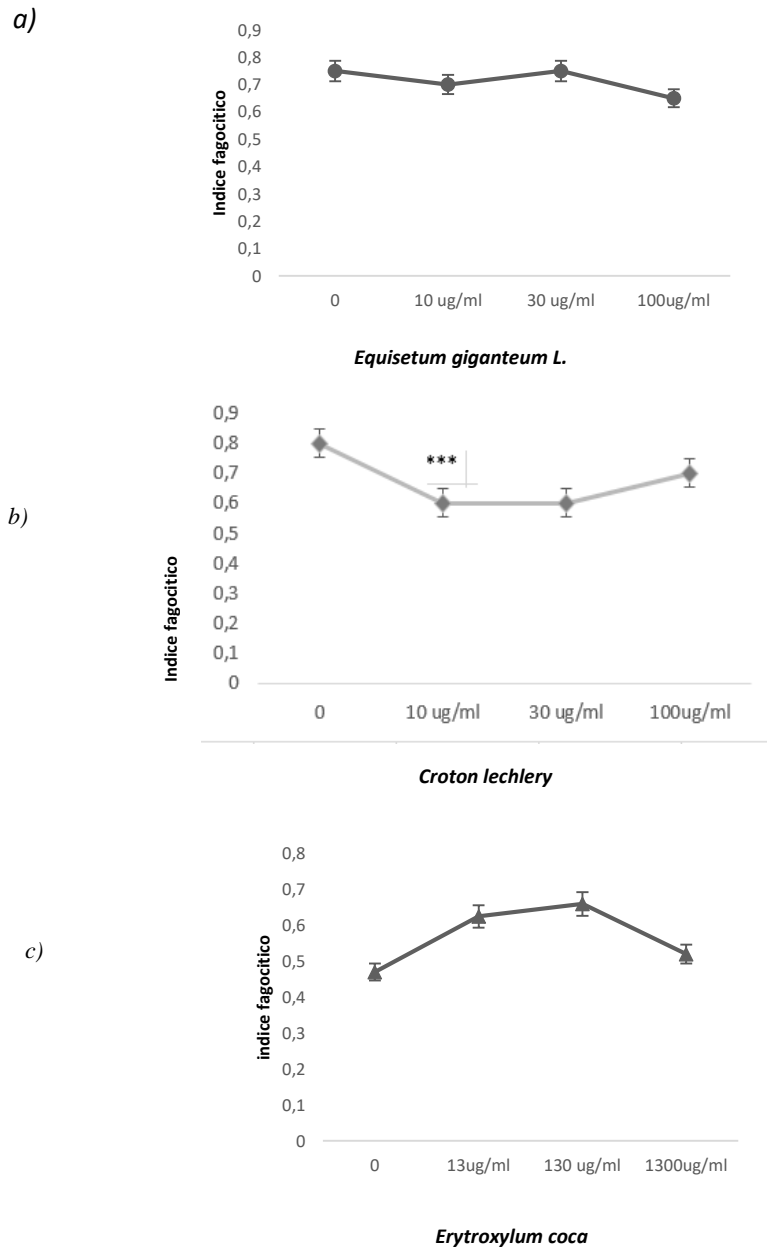 a)
Indice fagocitico
0,9
0,8
0,7
0,6
0,5
0,4
0,3
0,2
0,1
0
0 10 ug/ml 30 ug/ml 100ug/ml
Equisetum giganteum L.
b)
Indice fagocitico
0,9
0,8
0,7
0,6
0,5
0,4
0,3
0,2
0,1
0
***
0 10 ug/ml 30 ug/ml 100ug/ml
Croton lechlery
c)
indice fagocitico
0,8
0,7
0,6
0,5
0,4
0,3
0,2
0,1
0
0 13ug/ml 130 ug/ml 1300ug/ml
Erytroxylum coca